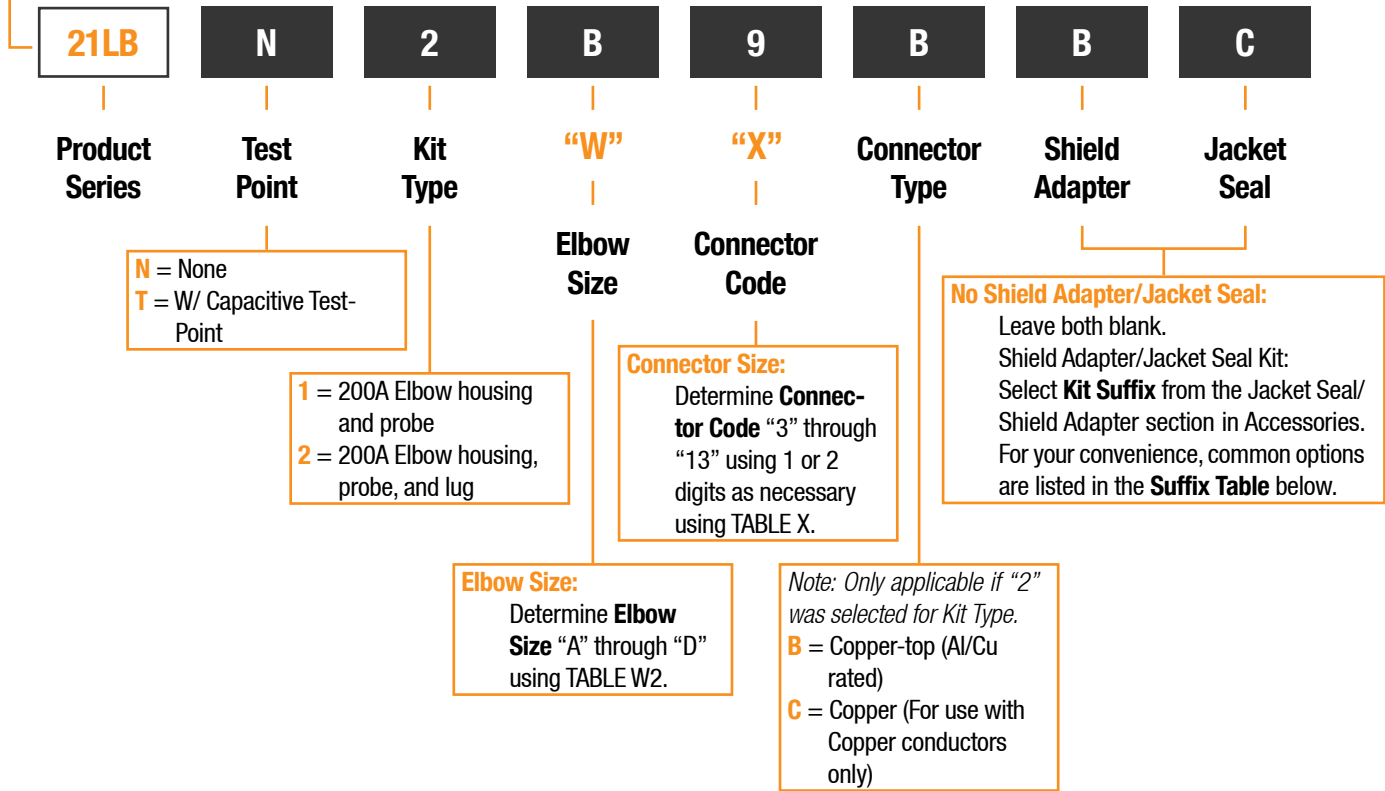 21LB N 2 B 9 B B C
Product Series
Test Point
Kit Type
“W”
“X”
Connector Type
Shield Adapter
Jacket Seal
Elbow Size
Connector Code
N = None
T = W/ Capacitive Test-
Point
1 = 200A Elbow housing
and probe
2 = 200A Elbow housing,
probe, and lug
Connector Size:
Determine Connec-
tor Code “3” through
“13” using 1 or 2
digits as necessary
using TABLE X.
No Shield Adapter/Jacket Seal:
Leave both blank.
Shield Adapter/Jacket Seal Kit:
Select Kit Suffix from the Jacket Seal/
Shield Adapter section in Accessories.
For your convenience, common options
are listed in the Suffix Table below.
Elbow Size:
Determine Elbow
Size “A” through “D”
using TABLE W2.
Note: Only applicable if “2”
was selected for Kit Type.
B = Copper-top (Al/Cu
rated)
C = Copper (For use with
Copper conductors
only)